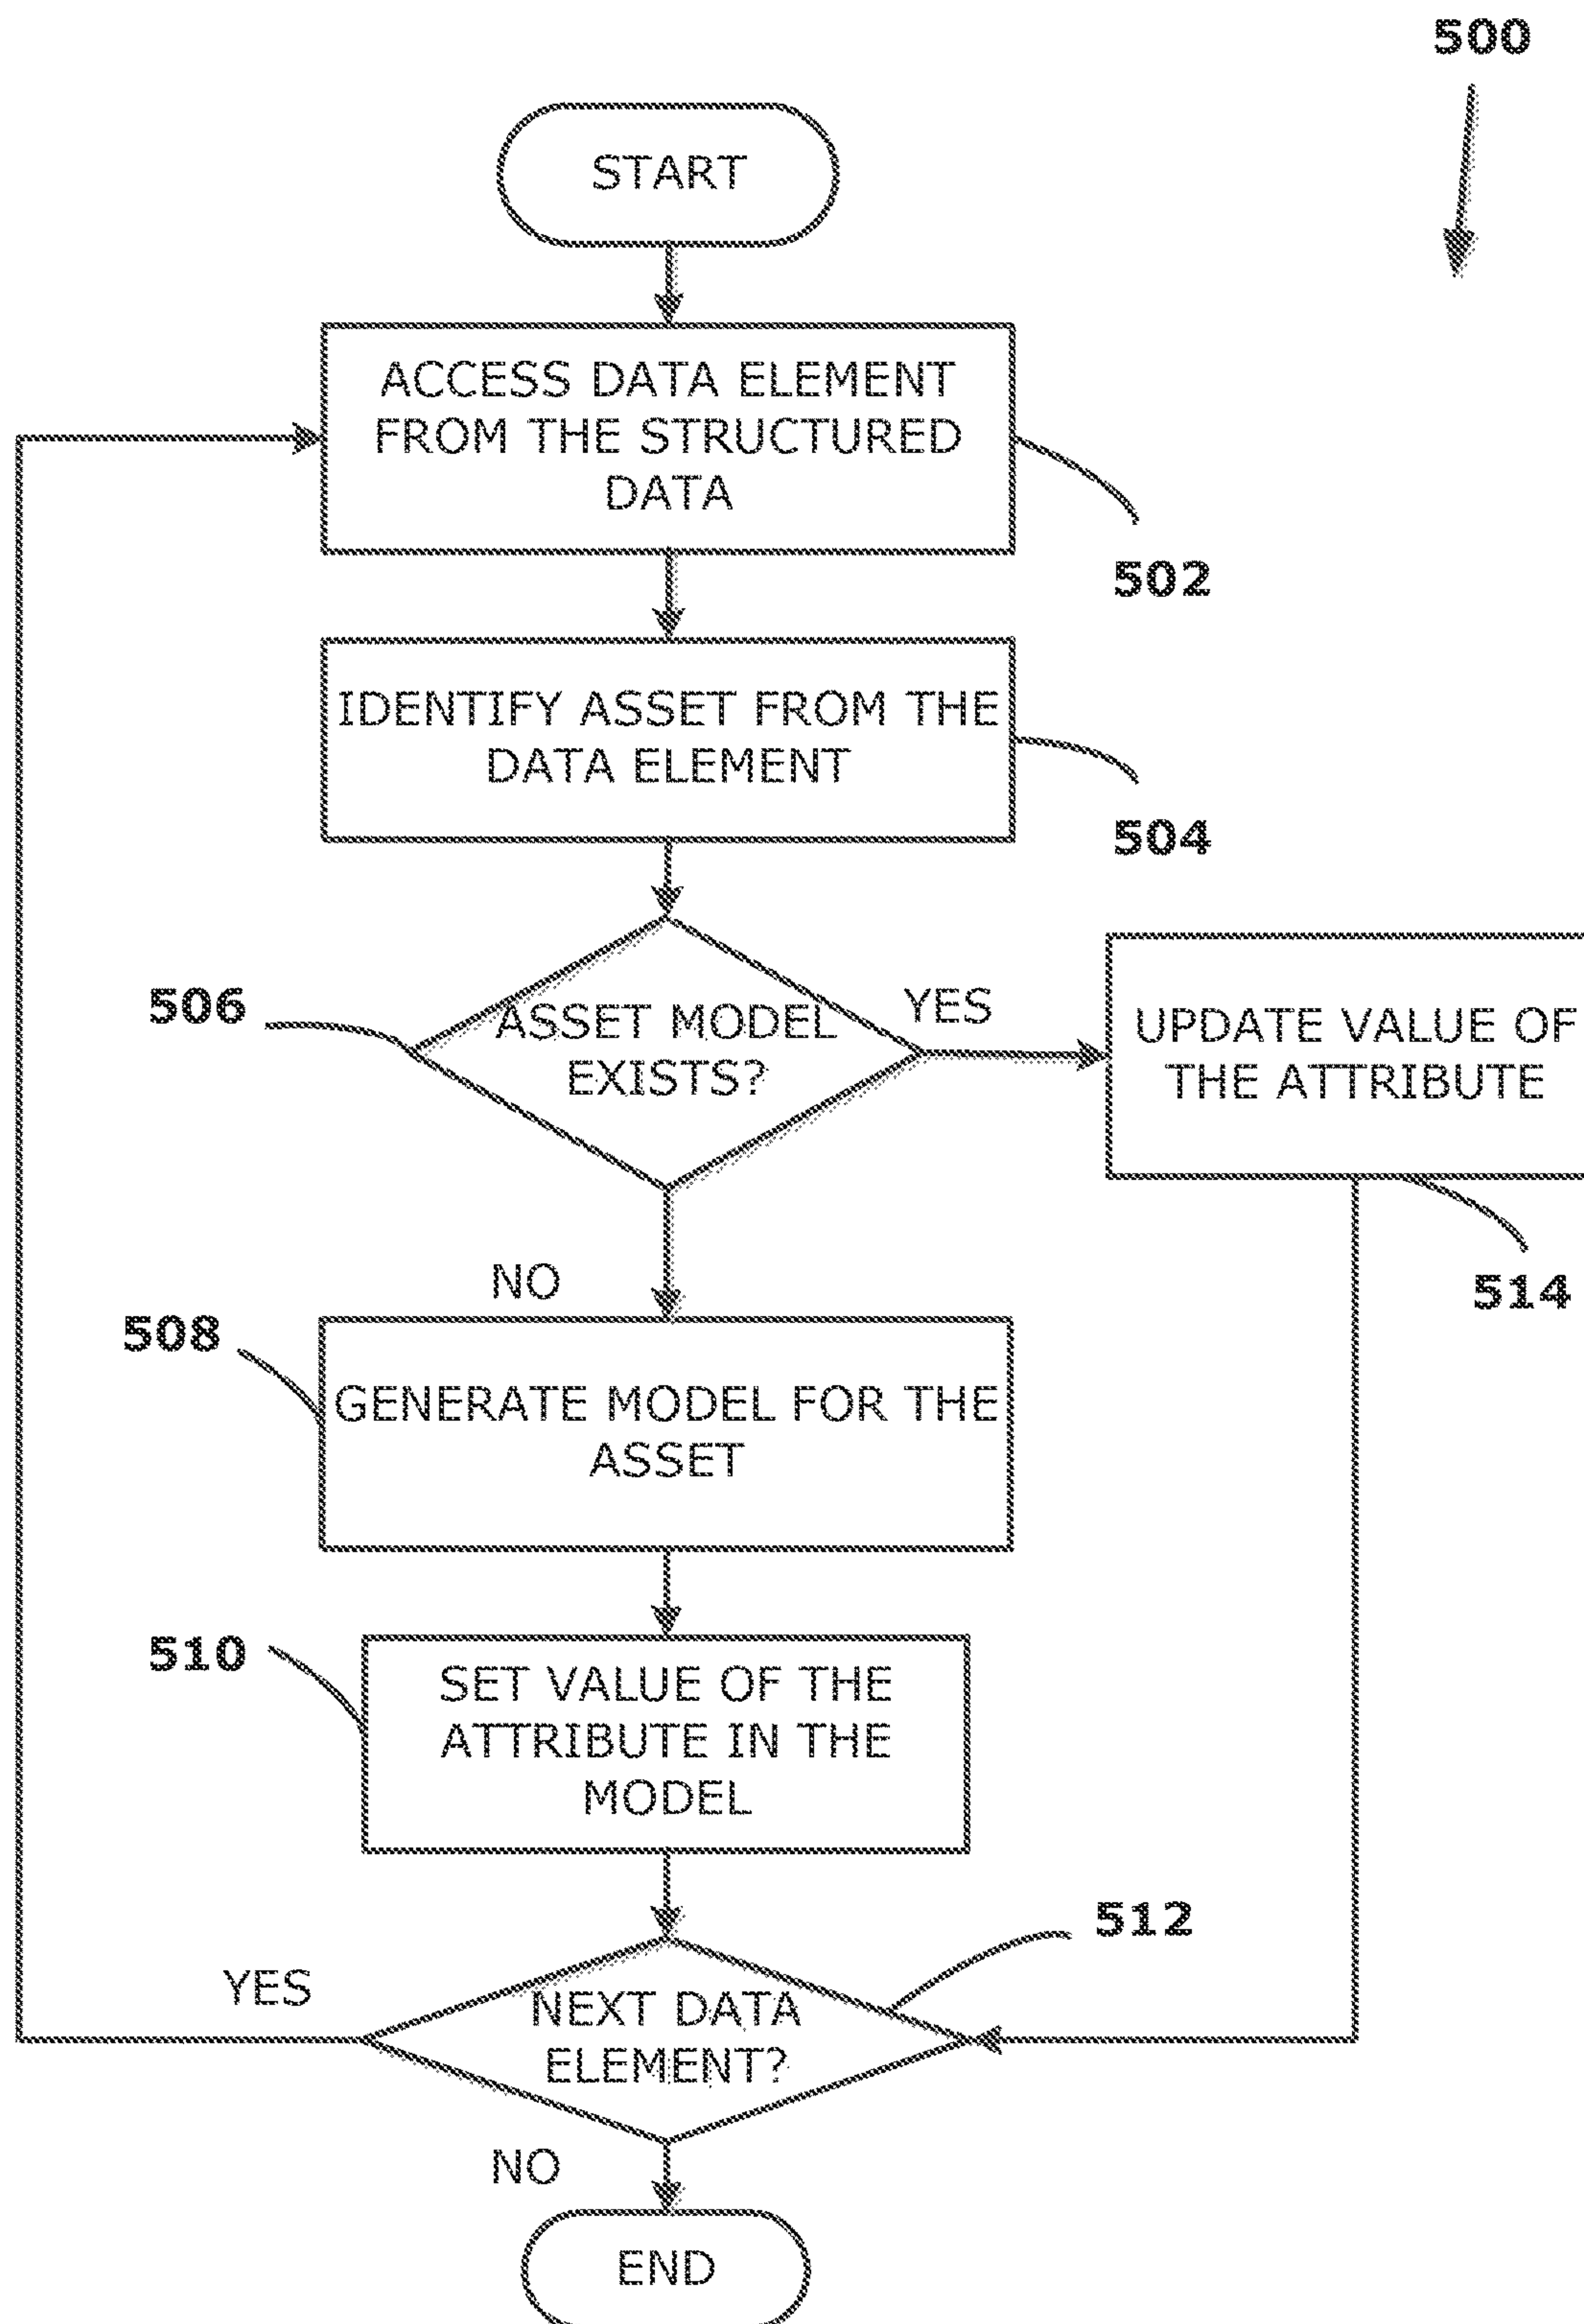 500
START
ACCESS DATA ELEMENT
FROM THE STRUCTURED
DATA
502
IDENTIFY ASSET FROM THE
DATA ELEMENT
504
506
ASSET MODEL
EXISTS?
YES
UPDATE VALUE OF
THE ATTRIBUTE
514
NO
508
GENERATE MODEL FOR THE
ASSET
510
SET VALUE OF THE
ATTRIBUTE IN THE
MODEL
512
YES
NEXT DATA
ELEMENT?
NO
END